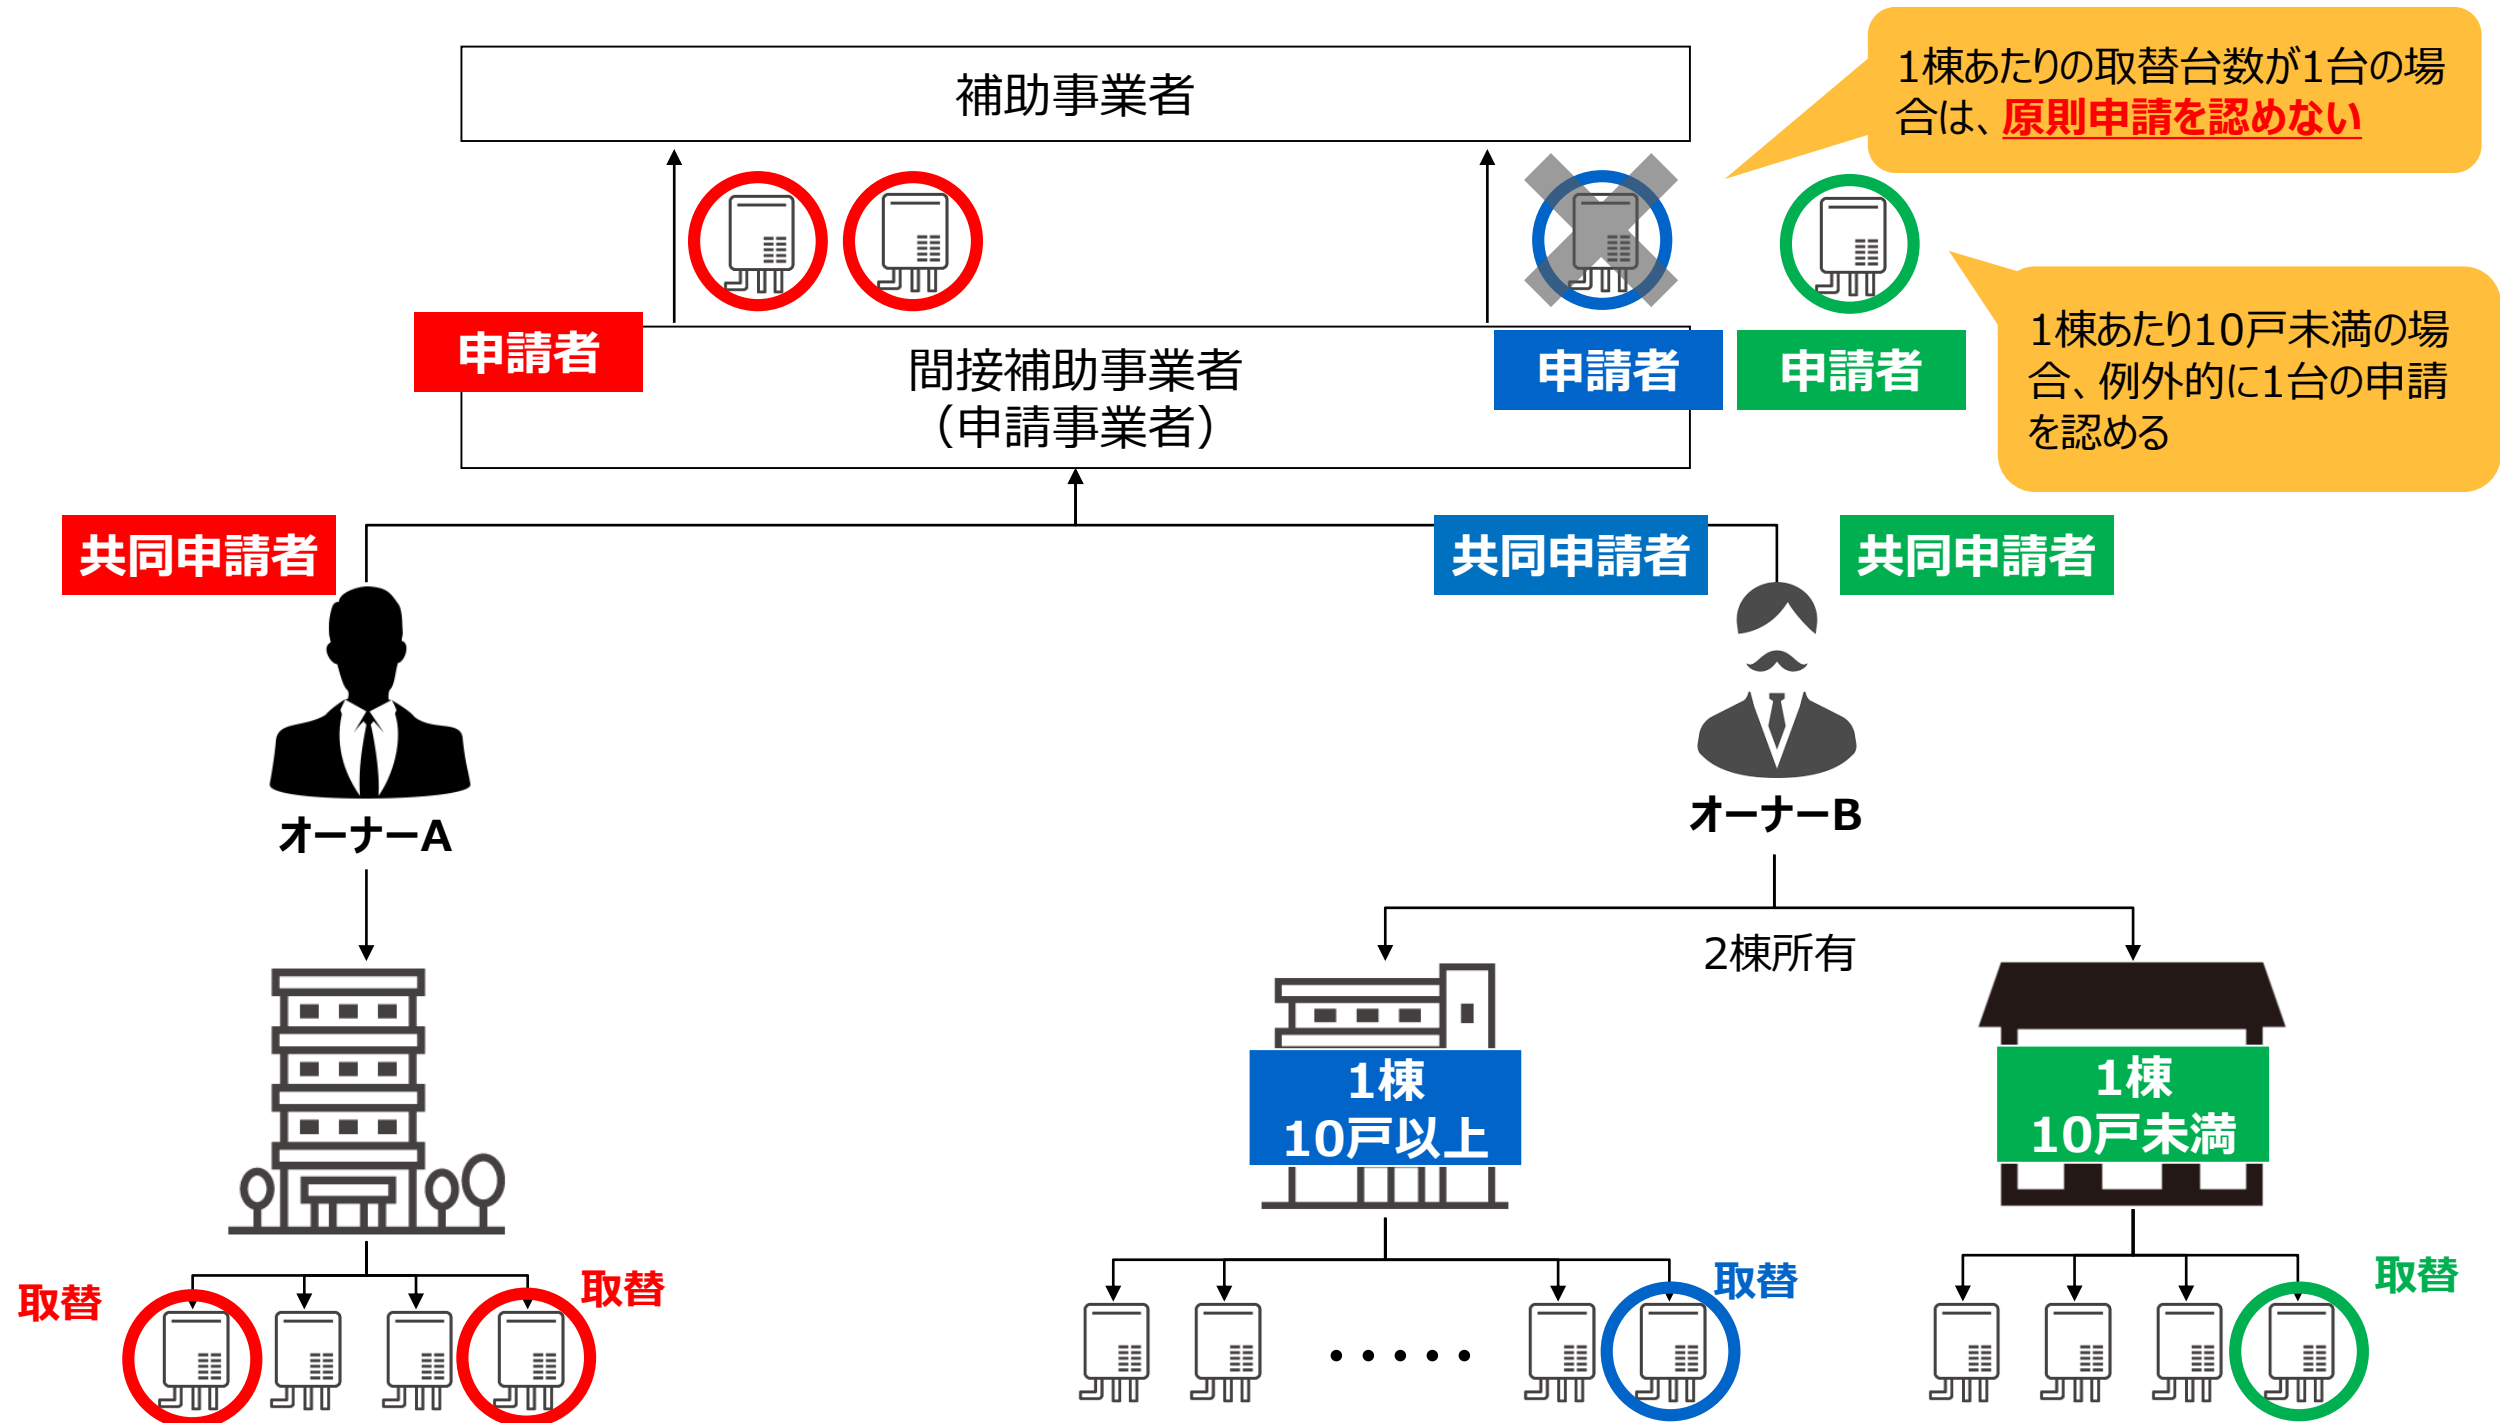 補助事業者
1棟あたりの取替台数が1台の場
合は、原則申請を認めない
申請者
間接補助事業者
（申請事業者）
申請者
申請者
1棟あたり10戸未満の場
合、例外的に1台の申請
を認める
共同申請者
共同申請者
共同申請者
オーナーA
オーナーB
2棟所有
1棟
10戸以上
1棟
10戸未満
取替
取替
取替
取替
・・・・・